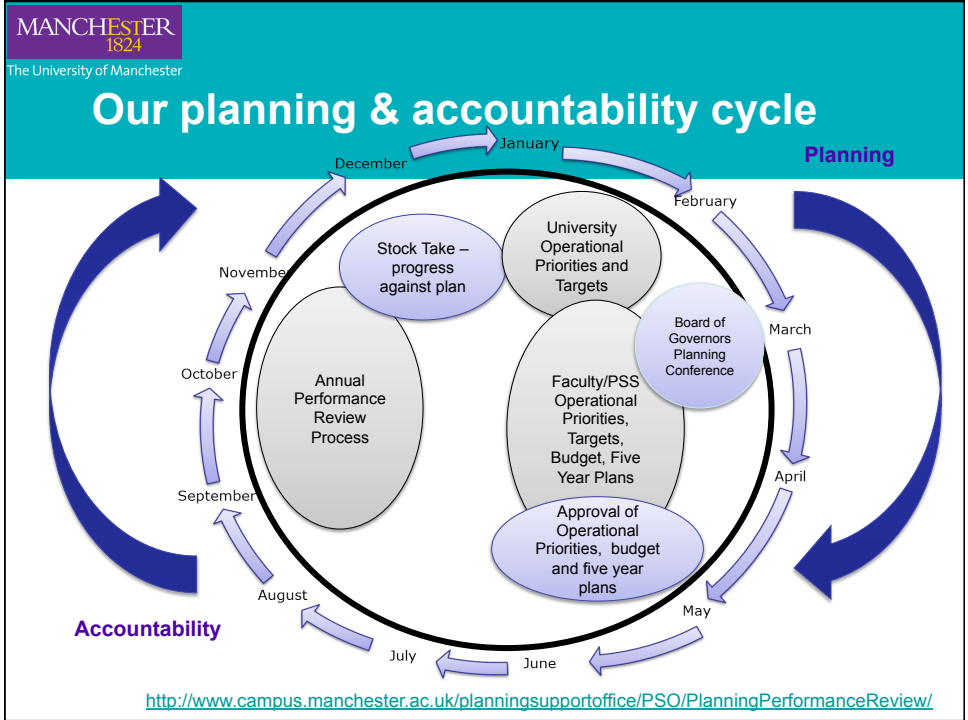 MANCHESTER
1824
The University of Manchester
Our planning & accountability cycle
January
December
Planning
February
University
Operational
Priorities and
Targets
Stock Take –
progress
against plan
November
March
Board of
Governors
Planning
Conference
October
Annual
Performance
Review
Process
Faculty/PSS
Operational
Priorities,
Targets,
Budget, Five
Year Plans
April
September
Approval of
Operational
Priorities, budget
and five year
plans
August
May
Accountability
July
June
http://www.campus.manchester.ac.uk/planningsupportoffice/PSO/PlanningPerformanceReview/